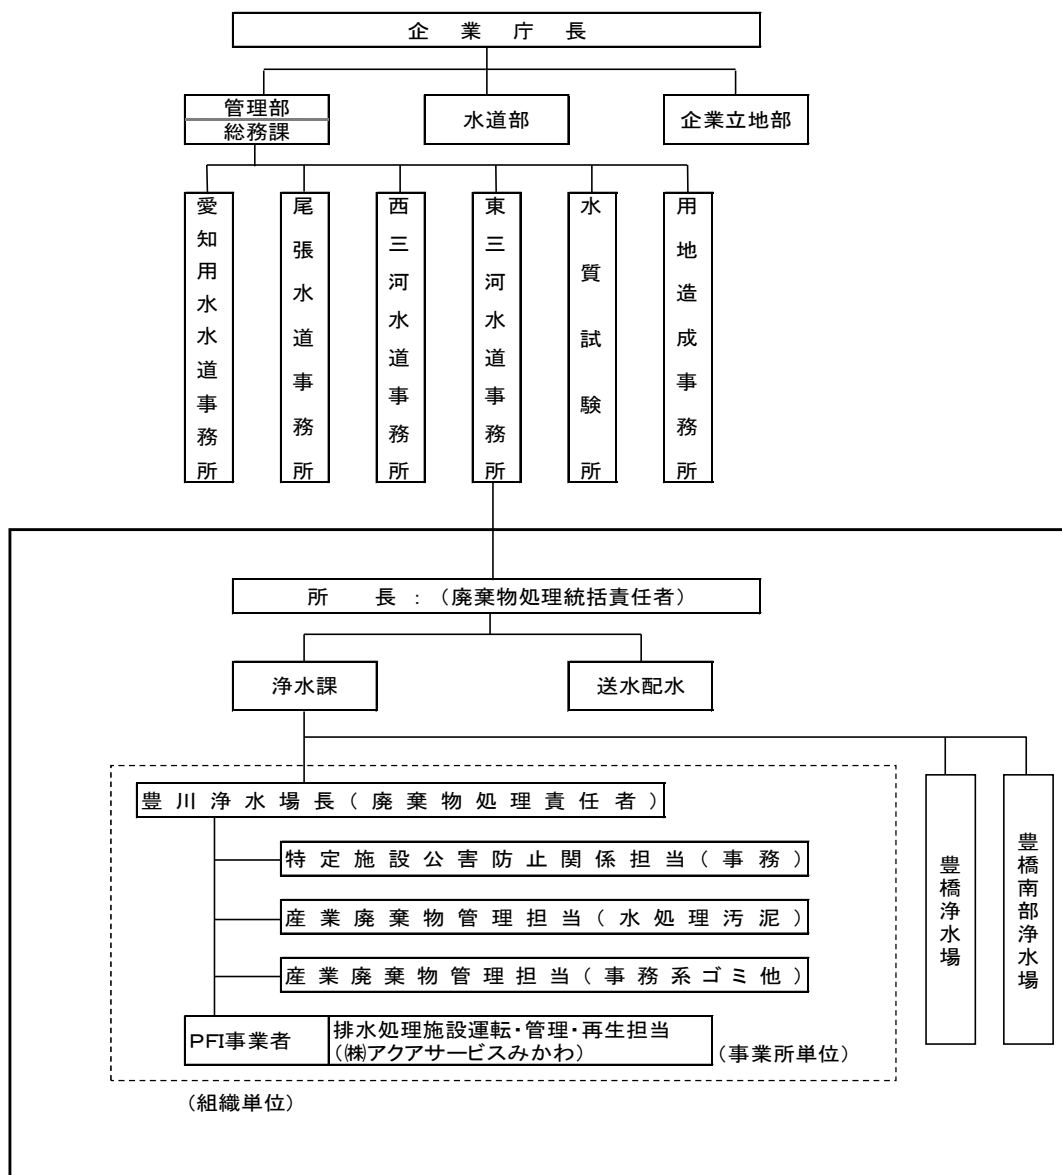 企業庁長
管理部
総務課
水道部
企業立地部
愛知用水水道事務所
尾張水道事務所
西三河水道事務所
東三河水道事務所
水質試験所
用地造成事務所
所　長：（廃棄物処理統括責任者）
浄水課
送水配水
豊川浄水場長（廃棄物処理責任者）
特定施設公害防止関係担当（事務）
産業廃棄物管理担当（水処理汚泥）
産業廃棄物管理担当（事務系ゴミ他）
PFI事業者
排水処理施設運転・管理・再生担当
（㈱アクアサービスみかわ）
（事業所単位）
（組織単位）
豊橋浄水場
豊橋南部浄水場